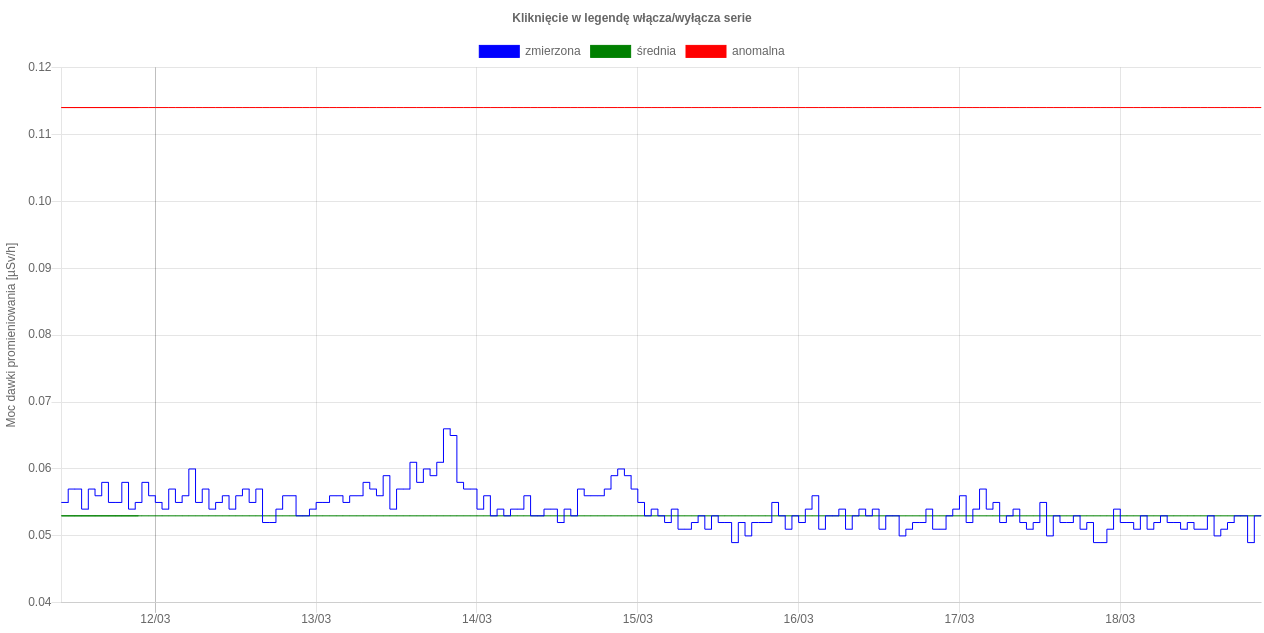 Kliknięcie w legendę włącza/wyłącza serie
zmierzona średnia anomalna
Moc dawki promieniowania [µSv/h]
0.12
0.11
0.10
0.09
0.08
0.07
0.06
0.05
0.04
12/03 13/03 14/03 15/03 16/03 17/03 18/03